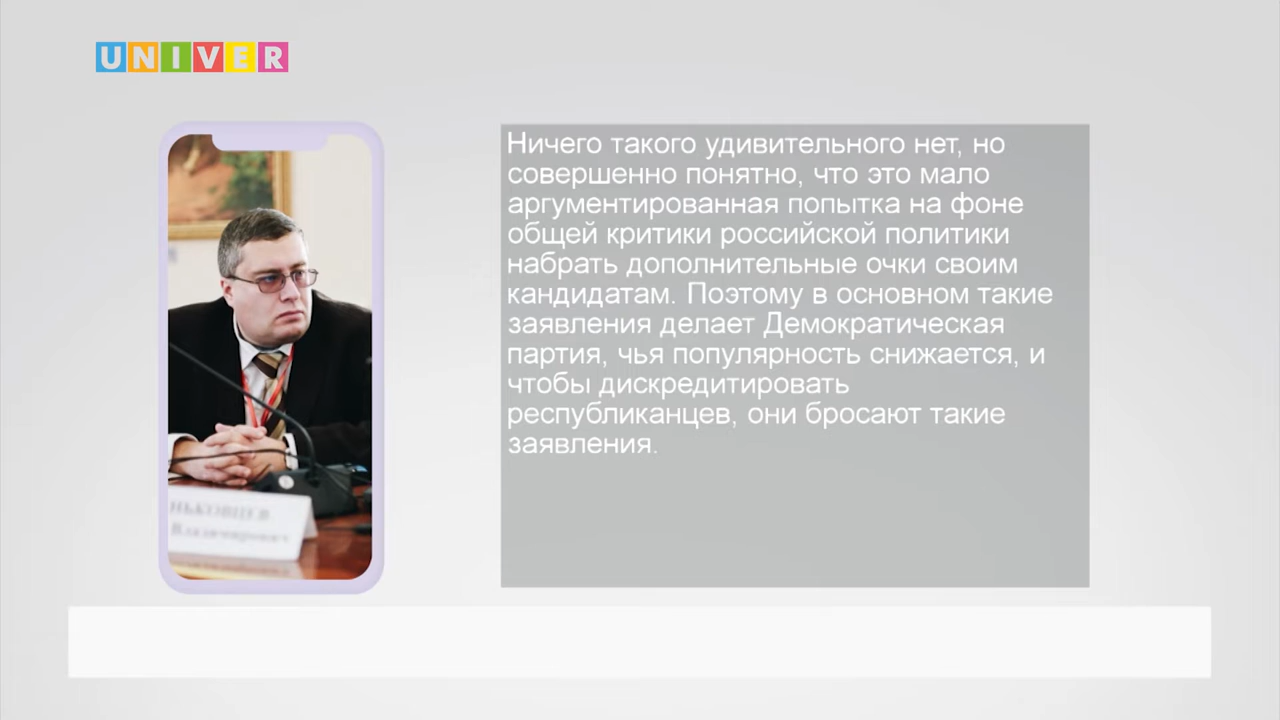 UNIVER
Ничего такого удивительного нет, но
совершенно понятно, что это мало
аргументированная попытка на фоне
общей критики российской политики
набрать дополнительные очки своим
кандидатам. Поэтому в основном такие
заявления делает Демократическая
партия, чья популярность снижается, и
чтобы дискредитировать
республиканцев, они бросают такие
заявления.
НЬКОВЦЕВ
Владимирович